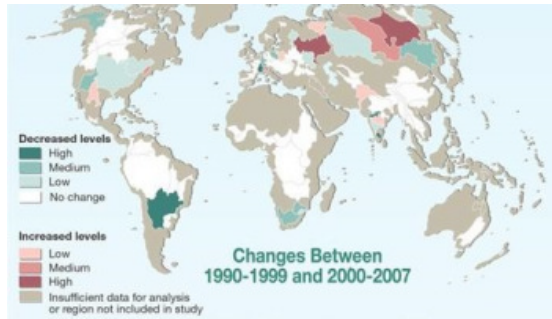 Decreased levels
High
Medium
Low
No change
Increased levels
Low
Medium
High
Insufficient data for analysis
or region not included in study
Changes Between
1990-1999 and 2000-2007